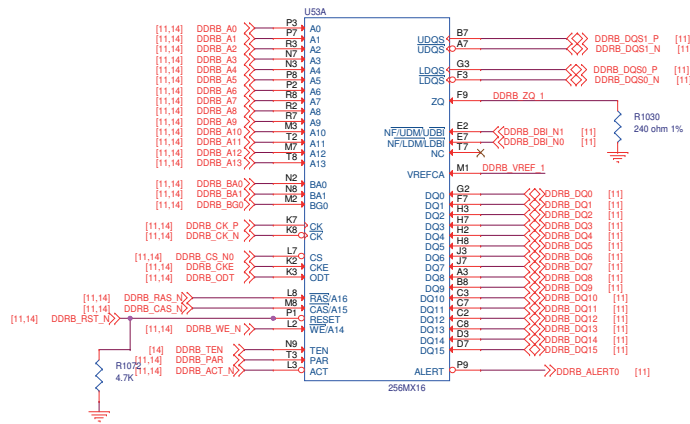 U53A
[11,14] DDRB_A0 P3 A0
[11,14] DDRB_A1 P7 A1
[11,14] DDRB_A2 R3 A2
[11,14] DDRB_A3 N7 A3
[11,14] DDRB_A4 N3 A4
[11,14] DDRB_A5 P8 A5
[11,14] DDRB_A6 P2 A6
[11,14] DDRB_A7 R8 A7
[11,14] DDRB_A8 R2 A8
[11,14] DDRB_A9 R7 A9
[11,14] DDRB_A10 M3 A10
[11,14] DDRB_A11 T2 A11
[11,14] DDRB_A12 M7 A12
[11,14] DDRB_A13 T8 A13
[11,14] DDRB_BA0 N2 BA0
[11,14] DDRB_BA1 N8 BA1
[11,14] DDRB_BG0 M2 BG0
[11,14] DDRB_CK_P K7 CK
[11,14] DDRB_CK_N K8 CK
[11,14] DDRB_CS_N0 L7 CS
[11,14] DDRB_CKE K2 CKE
[11,14] DDRB_ODT K3 ODT
[11,14] DDRB_RAS_N L8 RAS/A16
[11,14] DDRB_CAS_N M8 CAS/A15
[11,14] DDRB_RST_N P1 RESET
[11,14] DDRB_WE_N L2 WE/A14
[14] DDRB_TEN N9 TEN
[11,14] DDRB_PAR T3 PAR
[11,14] DDRB_ACT_N L3 ACT
R1072
4.7K
UDQS B7 DDRB_DQS1_P [11]
UDQS A7 DDRB_DQS1_N [11]
LDQS G3 DDRB_DQS0_P [11]
LDQS F3 DDRB_DQS0_N [11]
ZQ F9 DDRB_ZQ_1
R1030
240 ohm 1%
NF/UDM/UDBI E2 DDRB_DBI_N1 [11]
NF/LDM/LDBI E7 DDRB_DBI_N0 [11]
NC T7
VREFCA M1 DDRB_VREF_1
DQ0 G2 DDRB_DQ0 [11]
DQ1 F7 DDRB_DQ1 [11]
DQ2 H3 DDRB_DQ2 [11]
DQ3 H7 DDRB_DQ3 [11]
DQ4 H2 DDRB_DQ4 [11]
DQ5 H8 DDRB_DQ5 [11]
DQ6 J3 DDRB_DQ6 [11]
DQ7 J7 DDRB_DQ7 [11]
DQ8 A3 DDRB_DQ8 [11]
DQ9 B8 DDRB_DQ9 [11]
DQ10 C3 DDRB_DQ10 [11]
DQ11 C7 DDRB_DQ11 [11]
DQ12 C2 DDRB_DQ12 [11]
DQ13 C8 DDRB_DQ13 [11]
DQ14 D3 DDRB_DQ14 [11]
DQ15 D7 DDRB_DQ15 [11]
ALERT P9 DDRB_ALERT0 [11]
256MX16